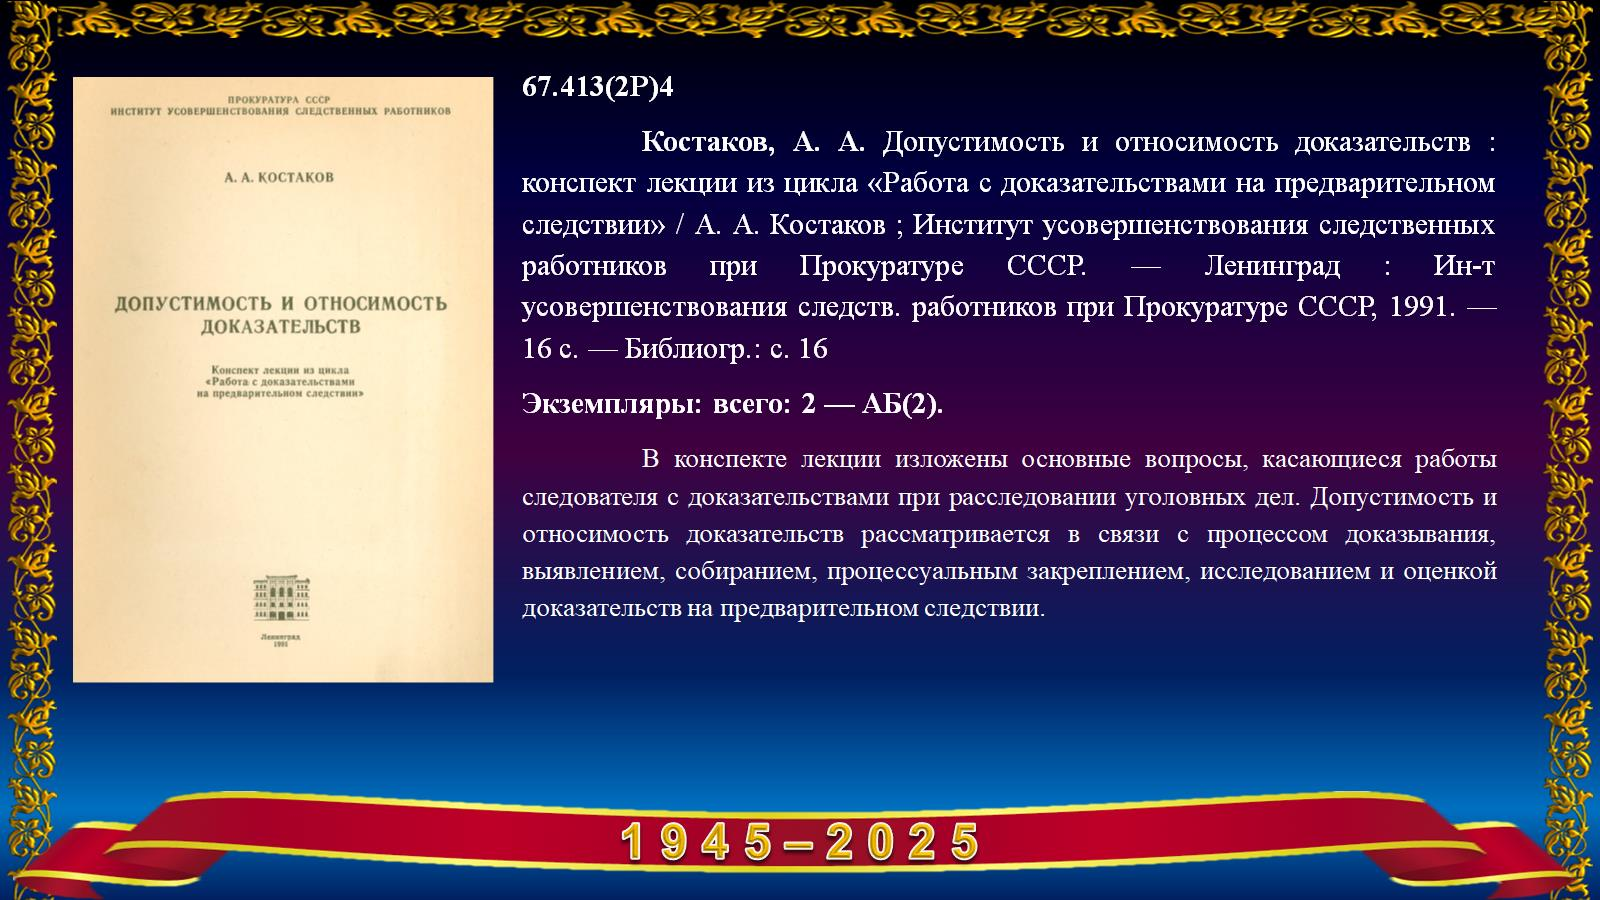 ПРОКУРАТУРА СССР
ИНСТИТУТ УСОВЕРШЕНСТВОВАНИЯ СЛЕДСТВЕННЫХ РАБОТНИКОВ
А. А. КОСТАКОВ
ДОПУСТИМОСТЬ И ОТНОСИМОСТЬ
ДОКАЗАТЕЛЬСТВ
Конспект лекции из цикла
«Работа с доказательствами
на предварительном следствии»
Ленинград
1991
67.413(2Р)4
Костаков, А. А. Допустимость и относимость доказательств :
конспект лекции из цикла «Работа с доказательствами на предварительном
следствии» / А. А. Костаков ; Институт усовершенствования следственных
работников при Прокуратуре СССР. — Ленинград : Ин-т
усовершенствования следств. работников при Прокуратуре СССР, 1991. —
16 с. — Библиогр.: с. 16
Экземпляры: всего: 2 — АБ(2).
В конспекте лекции изложены основные вопросы, касающиеся работы
следователя с доказательствами при расследовании уголовных дел. Допустимость и
относимость доказательств рассматривается в связи с процессом доказывания,
выявлением, собиранием, процессуальным закреплением, исследованием и оценкой
доказательств на предварительном следствии.
1945–2025